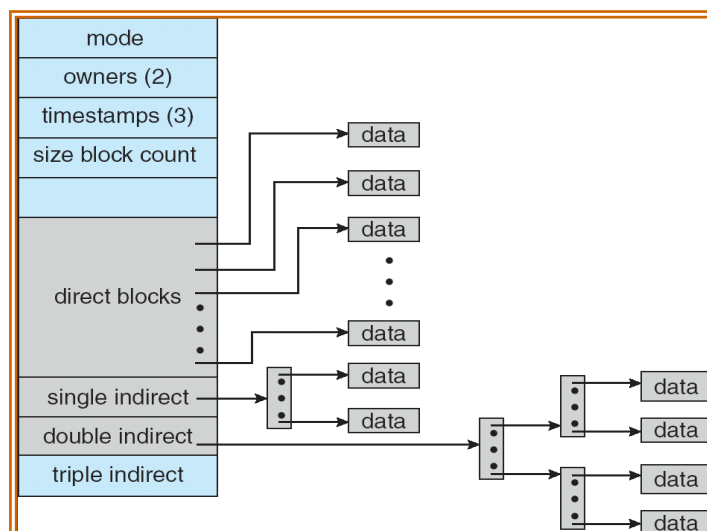 mode
owners (2)
timestamps (3)
size block count
direct blocks
single indirect
double indirect
triple indirect
data
data
data
data
data
data
data
data
data
data